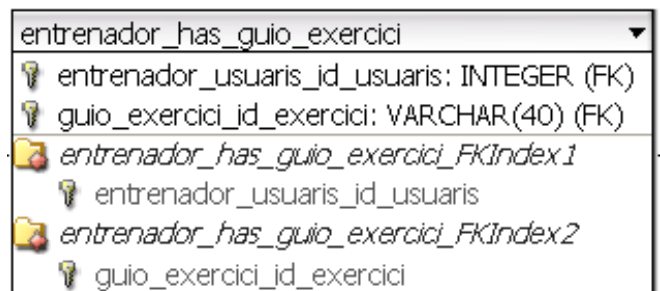 entrenador_has_guio_exercici
entrenador_usuaris_id_usuaris: INTEGER (FK)
guio_exercici_id_exercici: VARCHAR(40) (FK)
entrenador_has_guio_exercici_FKIndex1
entrenador_usuaris_id_usuaris
entrenador_has_guio_exercici_FKIndex2
guio_exercici_id_exercici